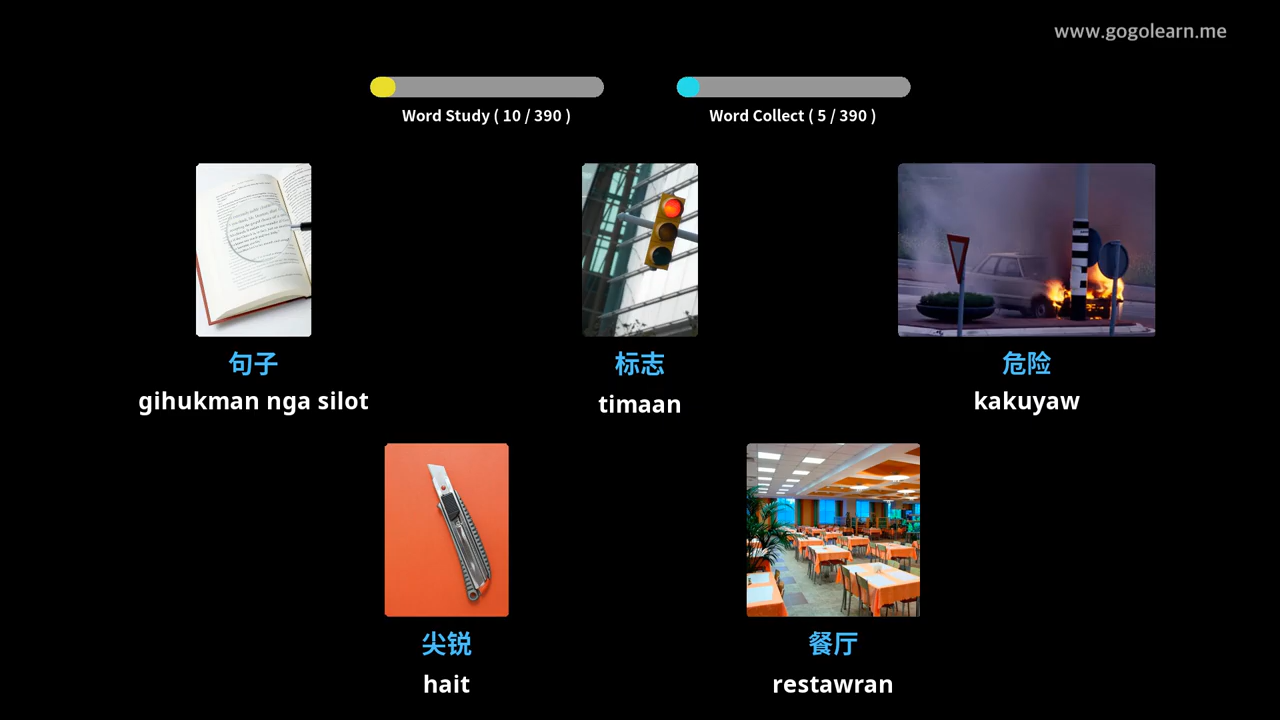 www.gogolearn.me
Word Study ( 10 / 390 )
Word Collect ( 5 / 390 )
句子
gihukman nga silot
标志
timaan
危险
kakuyaw
尖锐
hait
餐厅
restawran